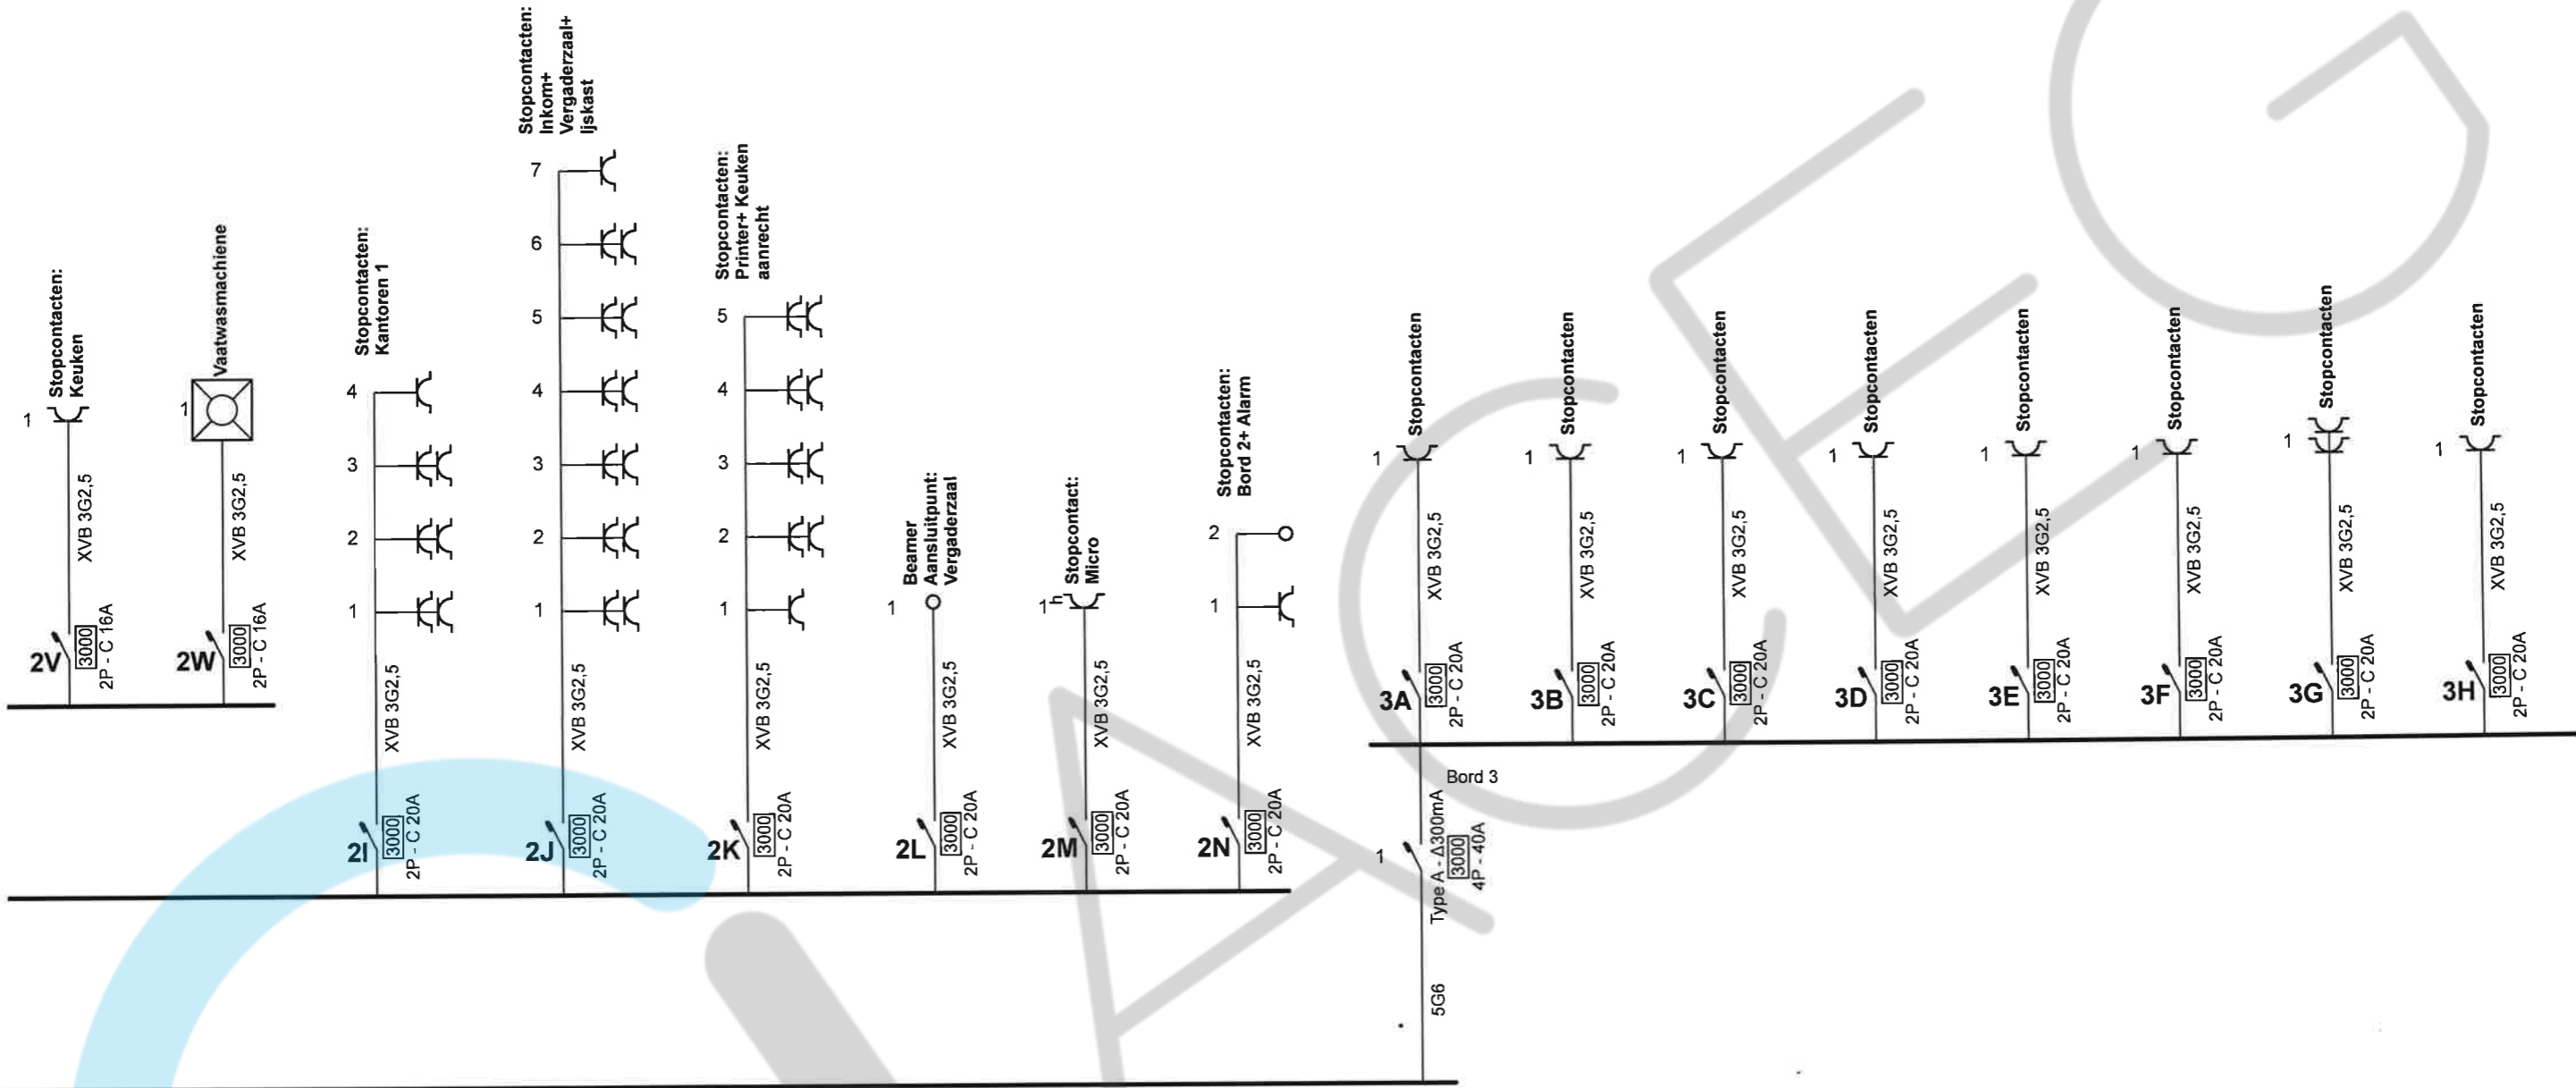 Stopcontacten:
Keuken
1
XVB 3G2,5
2V
3000
2P - C 16A
Vaatwasmachiene
1
XVB 3G2,5
2W
3000
2P - C 16A
Stopcontacten:
Kantoren 1
4
3
2
1
XVB 3G2,5
2I
3000
2P - C 20A
Stopcontacten:
Inkom+
Vergaderzaal+
Ijskast
7
6
5
4
3
2
1
XVB 3G2,5
2J
3000
2P - C 20A
Stopcontacten:
Printer+ Keuken
aanrecht
5
4
3
2
1
XVB 3G2,5
2K
3000
2P - C 20A
Beamer
Aansluitpunt:
Vergaderzaal
1
XVB 3G2,5
2L
3000
2P - C 20A
Stopcontact:
Micro
1
h
XVB 3G2,5
2M
3000
2P - C 20A
Stopcontacten:
Bord 2+ Alarm
2
1
XVB 3G2,5
2N
3000
2P - C 20A
Stopcontacten
1
XVB 3G2,5
3A
3000
2P - C 20A
Stopcontacten
1
XVB 3G2,5
3B
3000
2P - C 20A
Stopcontacten
1
XVB 3G2,5
3C
3000
2P - C 20A
Stopcontacten
1
XVB 3G2,5
3D
3000
2P - C 20A
Stopcontacten
1
XVB 3G2,5
3E
3000
2P - C 20A
Stopcontacten
1
XVB 3G2,5
3F
3000
2P - C 20A
Stopcontacten
1
XVB 3G2,5
3G
3000
2P - C 20A
Stopcontacten
1
XVB 3G2,5
3H
3000
2P - C 20A
Bord 3
1
Type A - Δ300mA
3000
4P - 40A
5G6